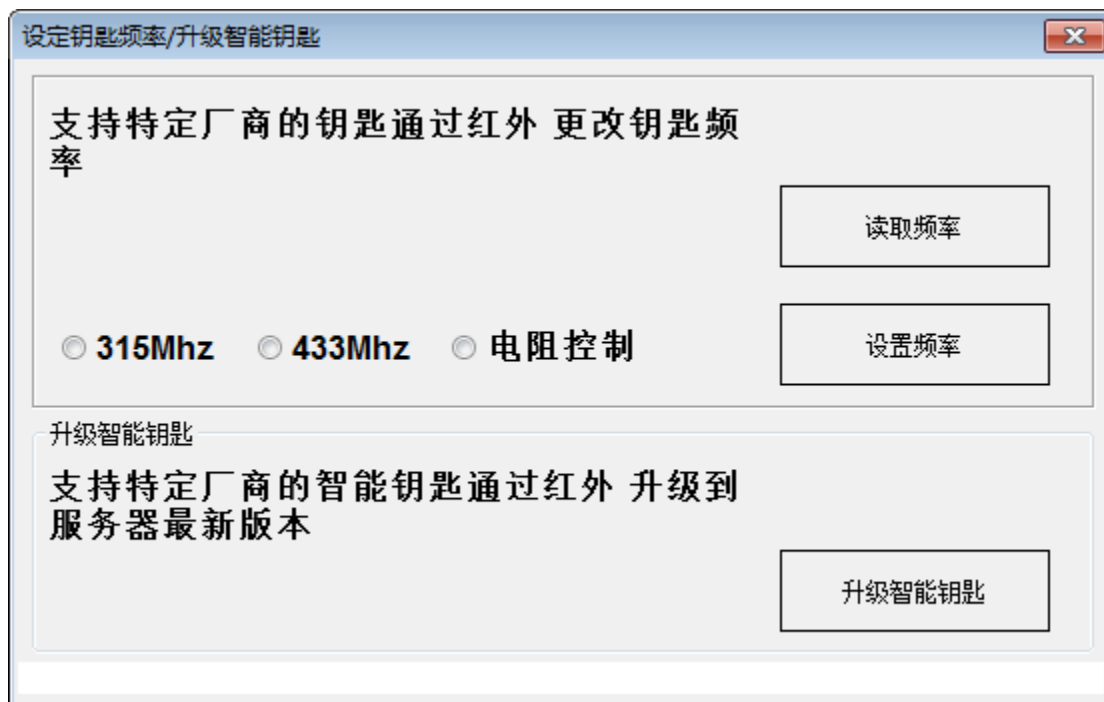 设定钥匙频率/升级智能钥匙
支持特定厂商的钥匙通过红外 更改钥匙频
率
读取频率
315Mhz 433Mhz 电阻控制
设置频率
升级智能钥匙
支持特定厂商的智能钥匙通过红外 升级到
服务器最新版本
升级智能钥匙